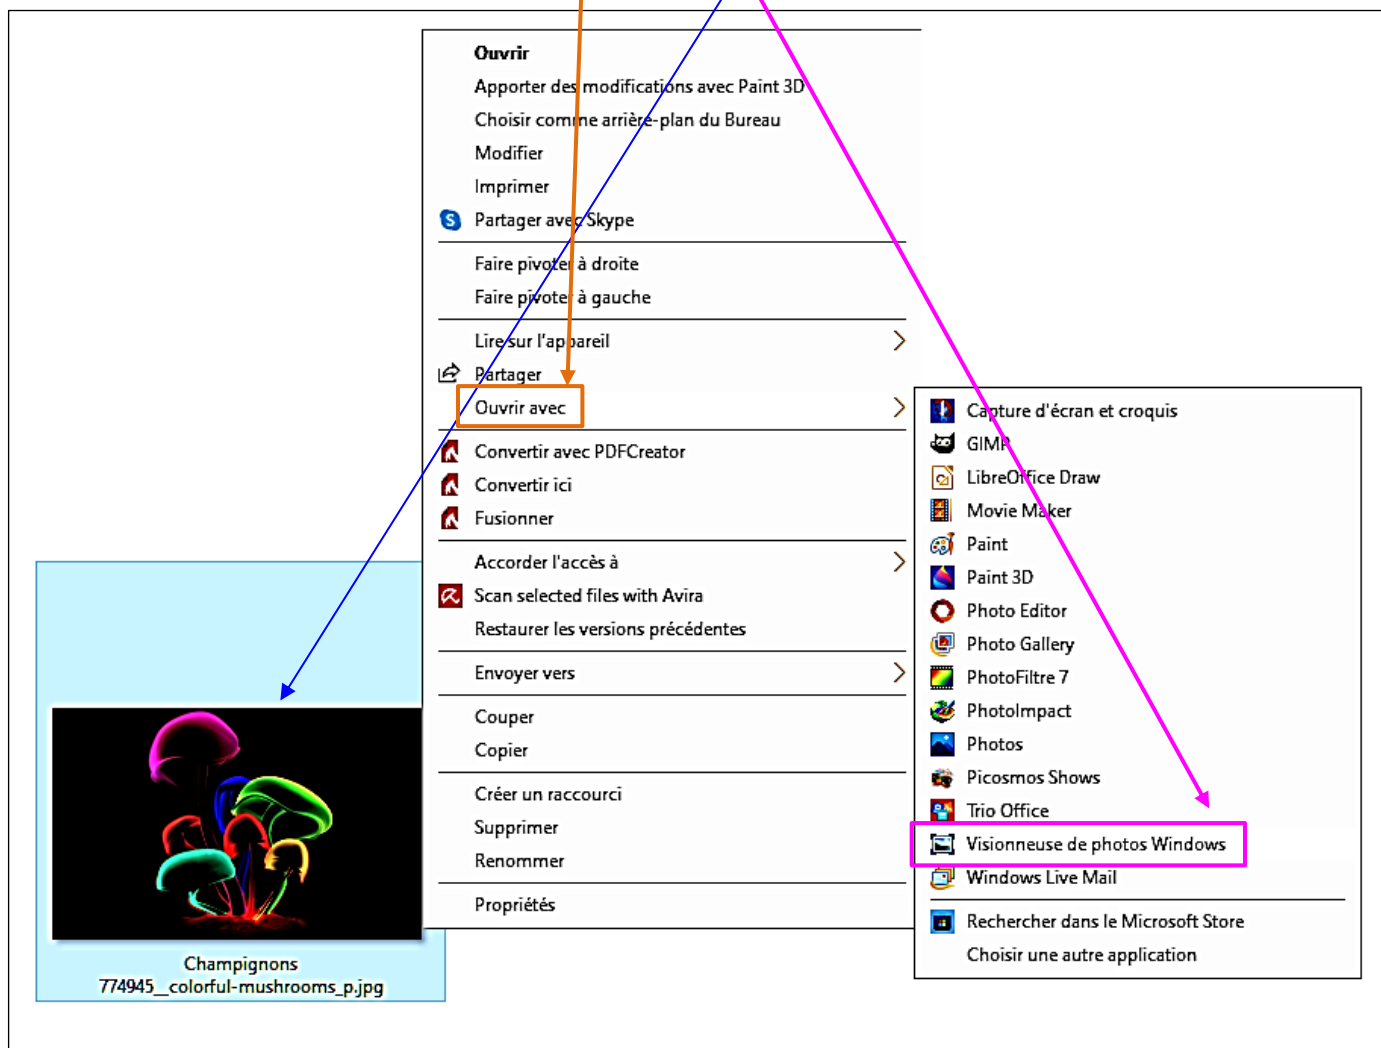 Ouvrir
Apporter des modifications avec Paint 3D
Choisir comme arrière-plan du Bureau
Modifier
Imprimer
Partager avec Skype
Faire pivoter à droite
Faire pivoter à gauche
Lire sur l'appareil
Partager
Ouvrir avec
Convertir avec PDFCreator
Convertir ici
Fusionner
Accorder l'accès à
Scan selected files with Avira
Restaurer les versions précédentes
Envoyer vers
Couper
Copier
Créer un raccourci
Supprimer
Renommer
Propriétés
Capture d'écran et croquis
GIMP
LibreOffice Draw
Movie Maker
Paint
Paint 3D
Photo Editor
Photo Gallery
PhotoFiltre 7
PhotoImpact
Photos
Picosmos Shows
Trio Office
Visionneuse de photos Windows
Windows Live Mail
Rechercher dans le Microsoft Store
Choisir une autre application
Champignons
774945__colorful-mushrooms_p.jpg